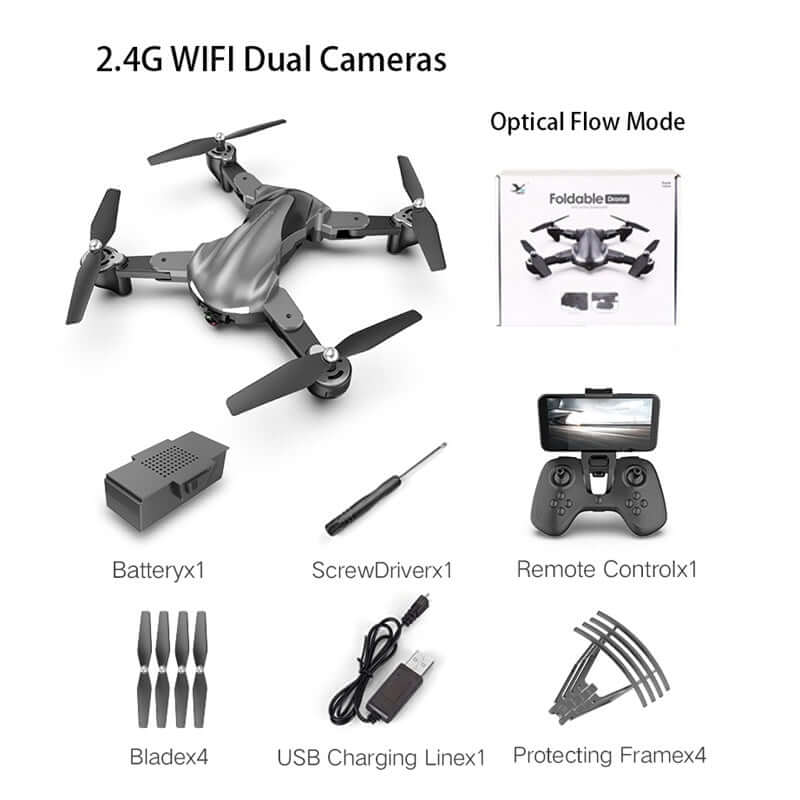 2.4G WIFI Dual Cameras
Optical Flow Mode
Foldable Drone
Batteryx1
ScrewDriverx1
Remote Controlx1
Bladex4
USB Charging Linex1
Protecting Framex4